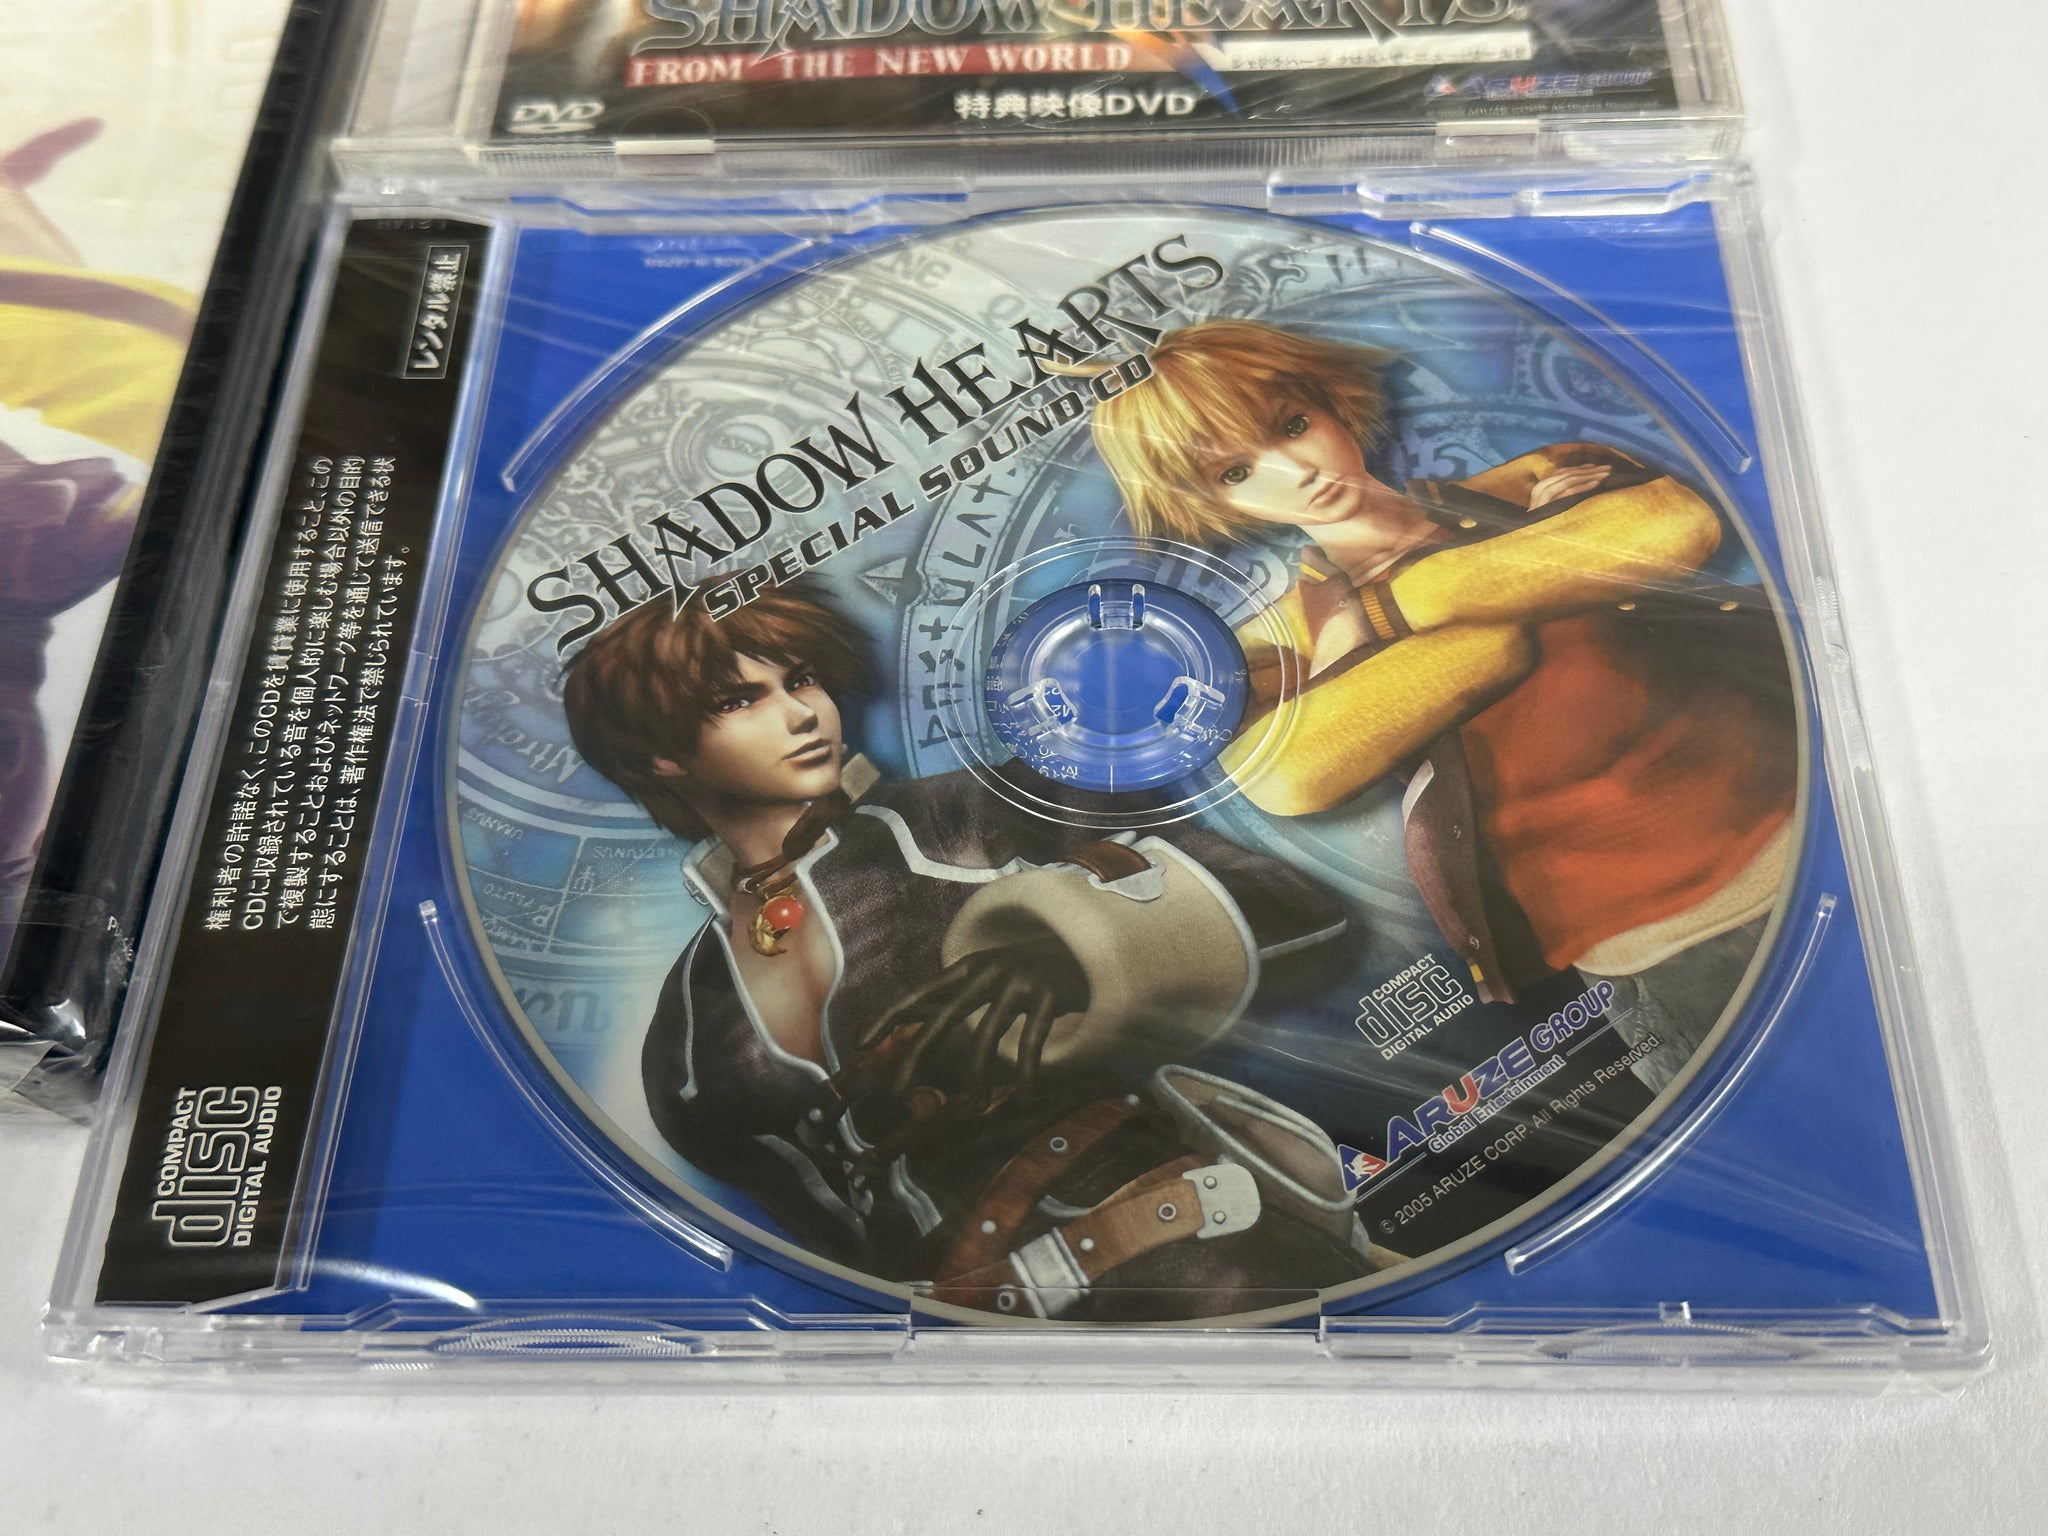 SHADOW HEARTS
FROM THE NEW WORLD
DVD
特典映像DVD
ARUZE GROUP
レンタル禁止
権利者の許諾なく、このCDを賃貸業に使用すること、この
CDに収録されている音を個人的に楽しむ場合以外の目的
で複製することおよびネットワーク等を通じて送信できる状
態にすることは、著作権法で禁じられています。
COMPACT
disc
DIGITAL AUDIO
SHADOW HEARTS
SPECIAL SOUND CD
URANUS
PLUTO
COMPACT
disc
DIGITAL AUDIO
ARUZE GROUP
Global Entertainment
© 2005 ARUZE CORP. All Rights Reserved.